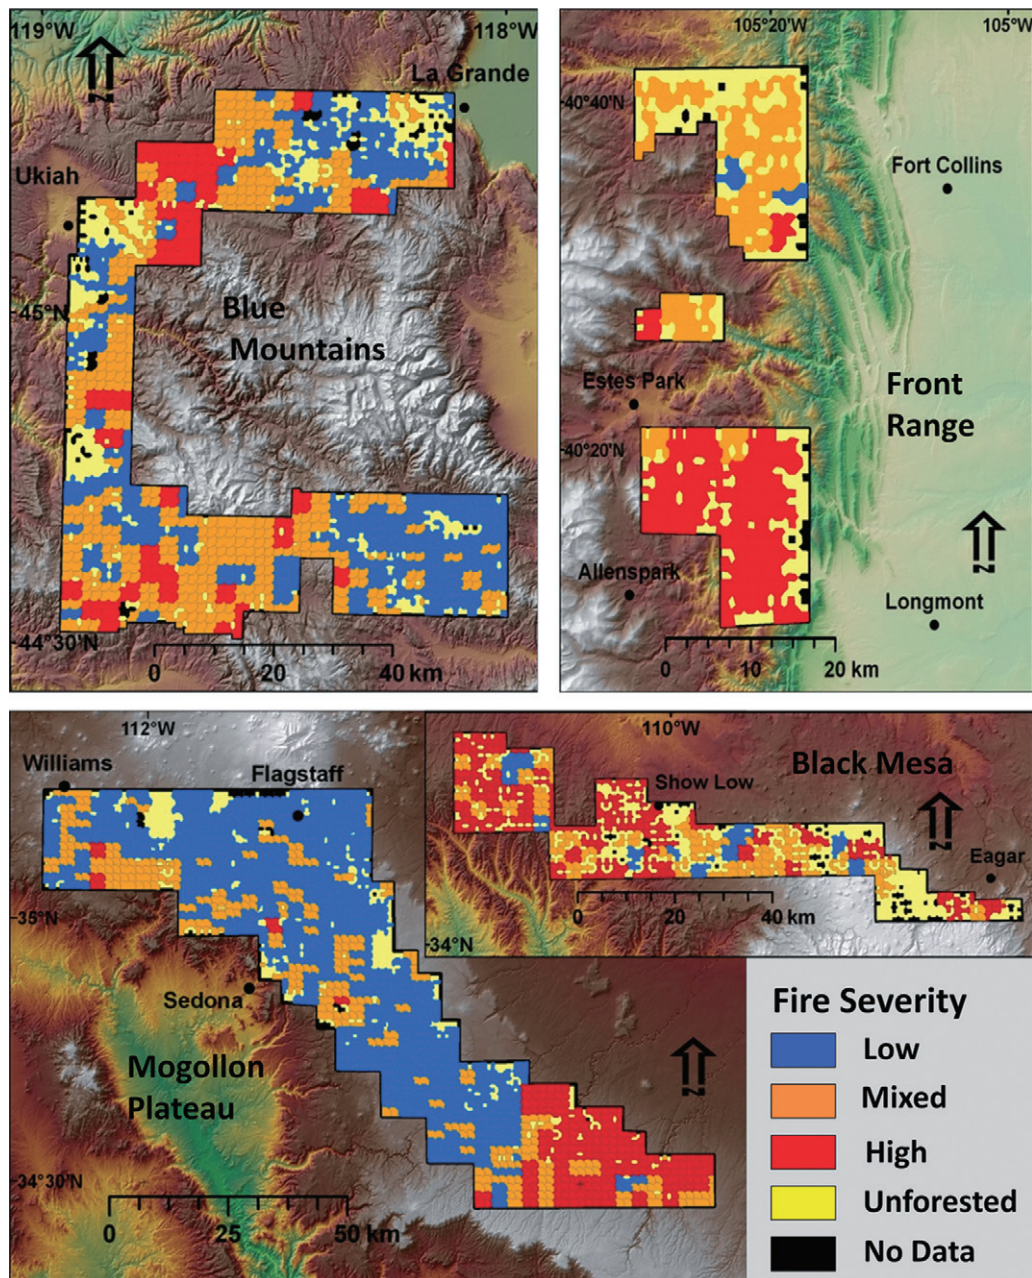 119°W
118°W
N
La Grande
Ukiah
45°N
Blue
Mountains
44°30'N
0 20 40 km
105°20'W
105°W
40°40'N
Fort Collins
Estes Park
40°20'N
Front
Range
Allenspark
N
Longmont
0 10 20 km
112°W
Williams
Flagstaff
35°N
Sedona
Mogollon
Plateau
N
34°30'N
0 25 50 km
110°W
Black Mesa
Show Low
N
Eagar
0 20 40 km
34°N
Fire Severity
Low
Mixed
High
Unforested
No Data